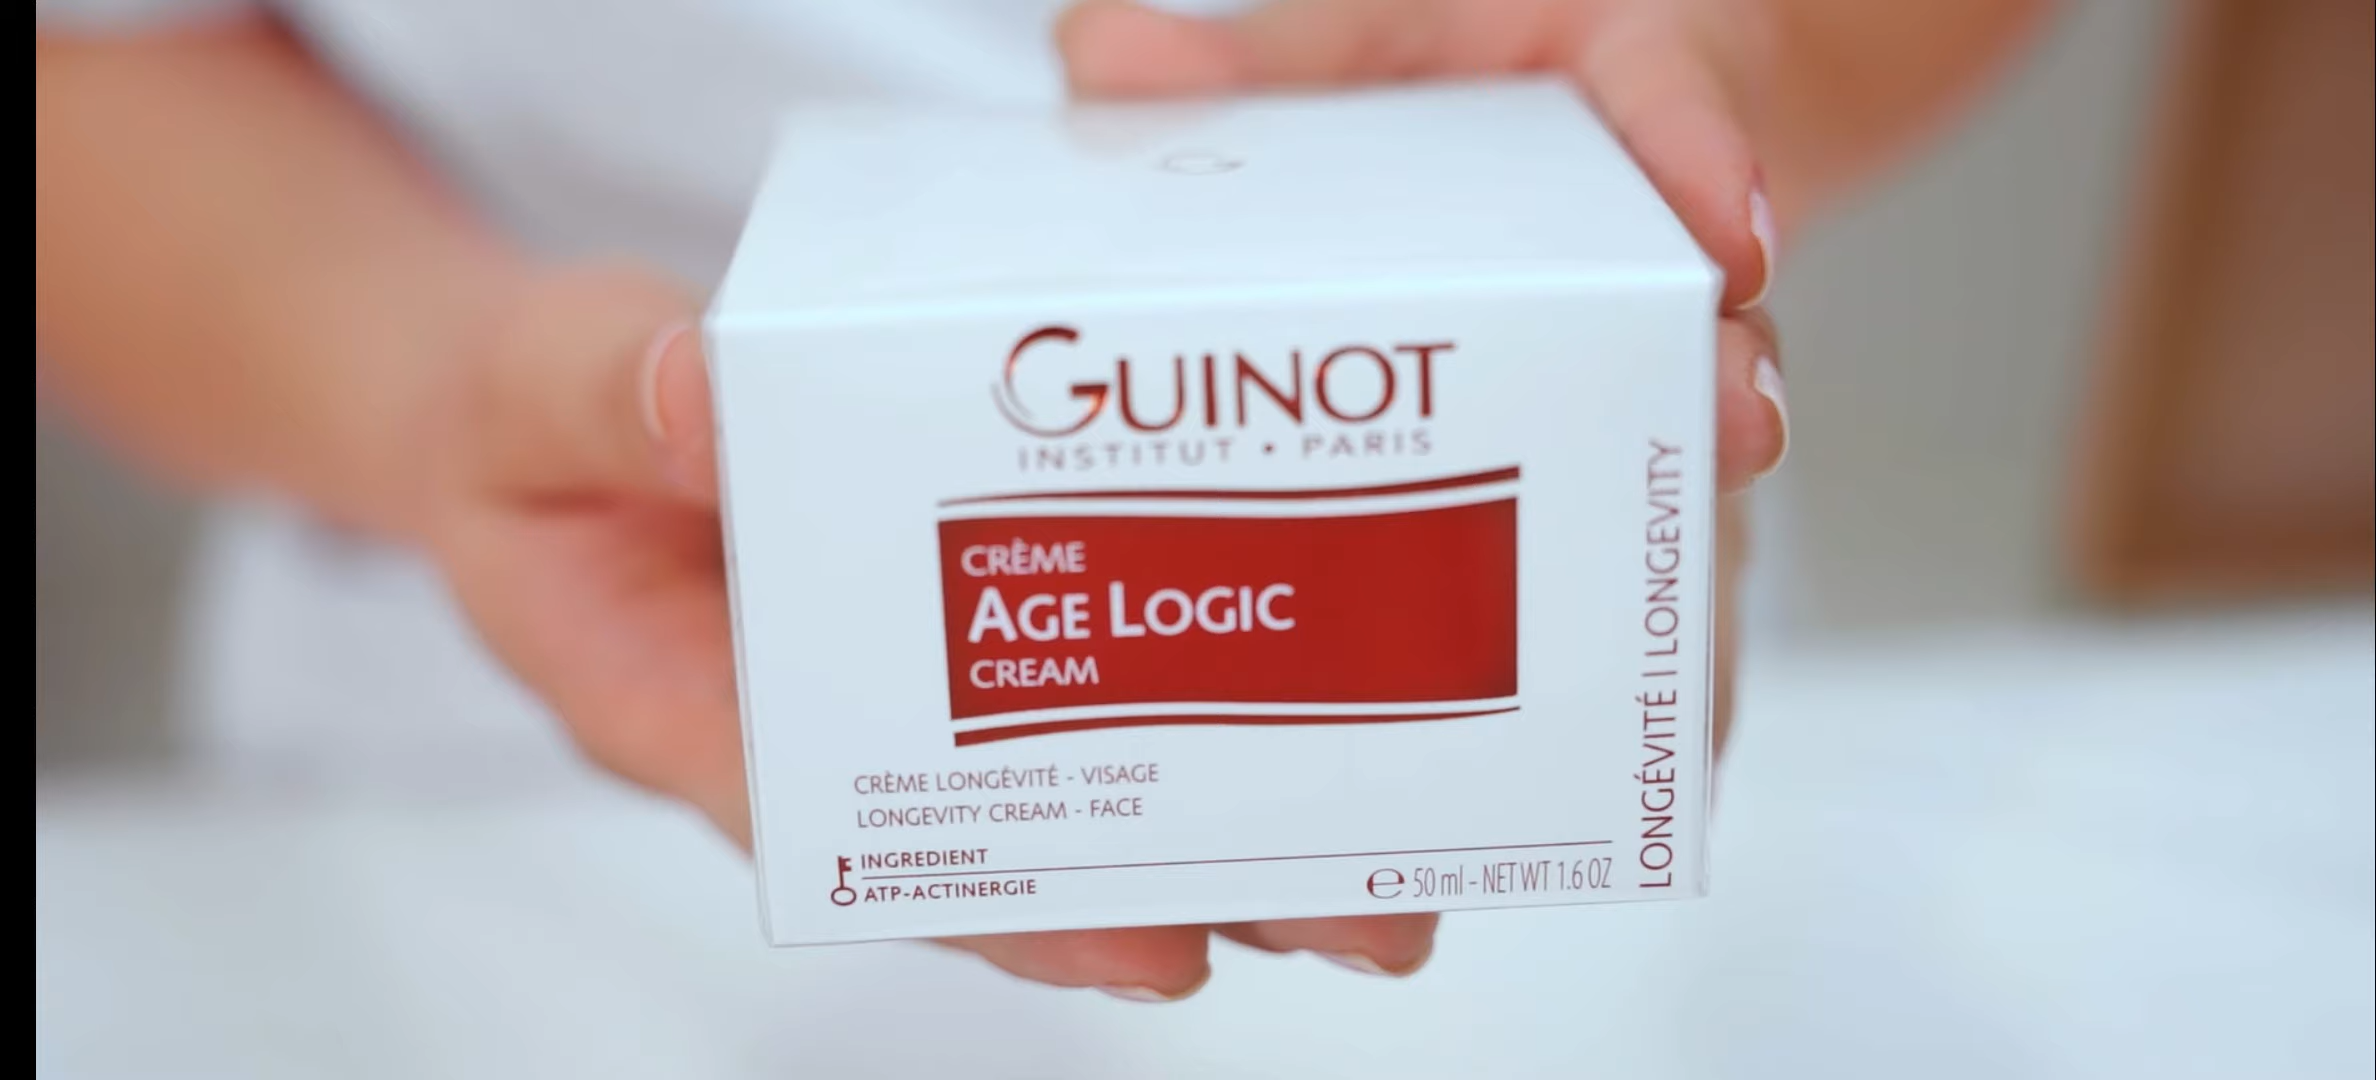 G
GUINOT
INSTITUT • PARIS
CRÈME
AGE LOGIC
CREAM
CRÈME LONGÉVITÉ - VISAGE
LONGEVITY CREAM - FACE
INGREDIENT
ATP-ACTINERGIE
℮ 50 ml - NET WT 1.6 OZ
LONGÉVITÉ | LONGEVITY